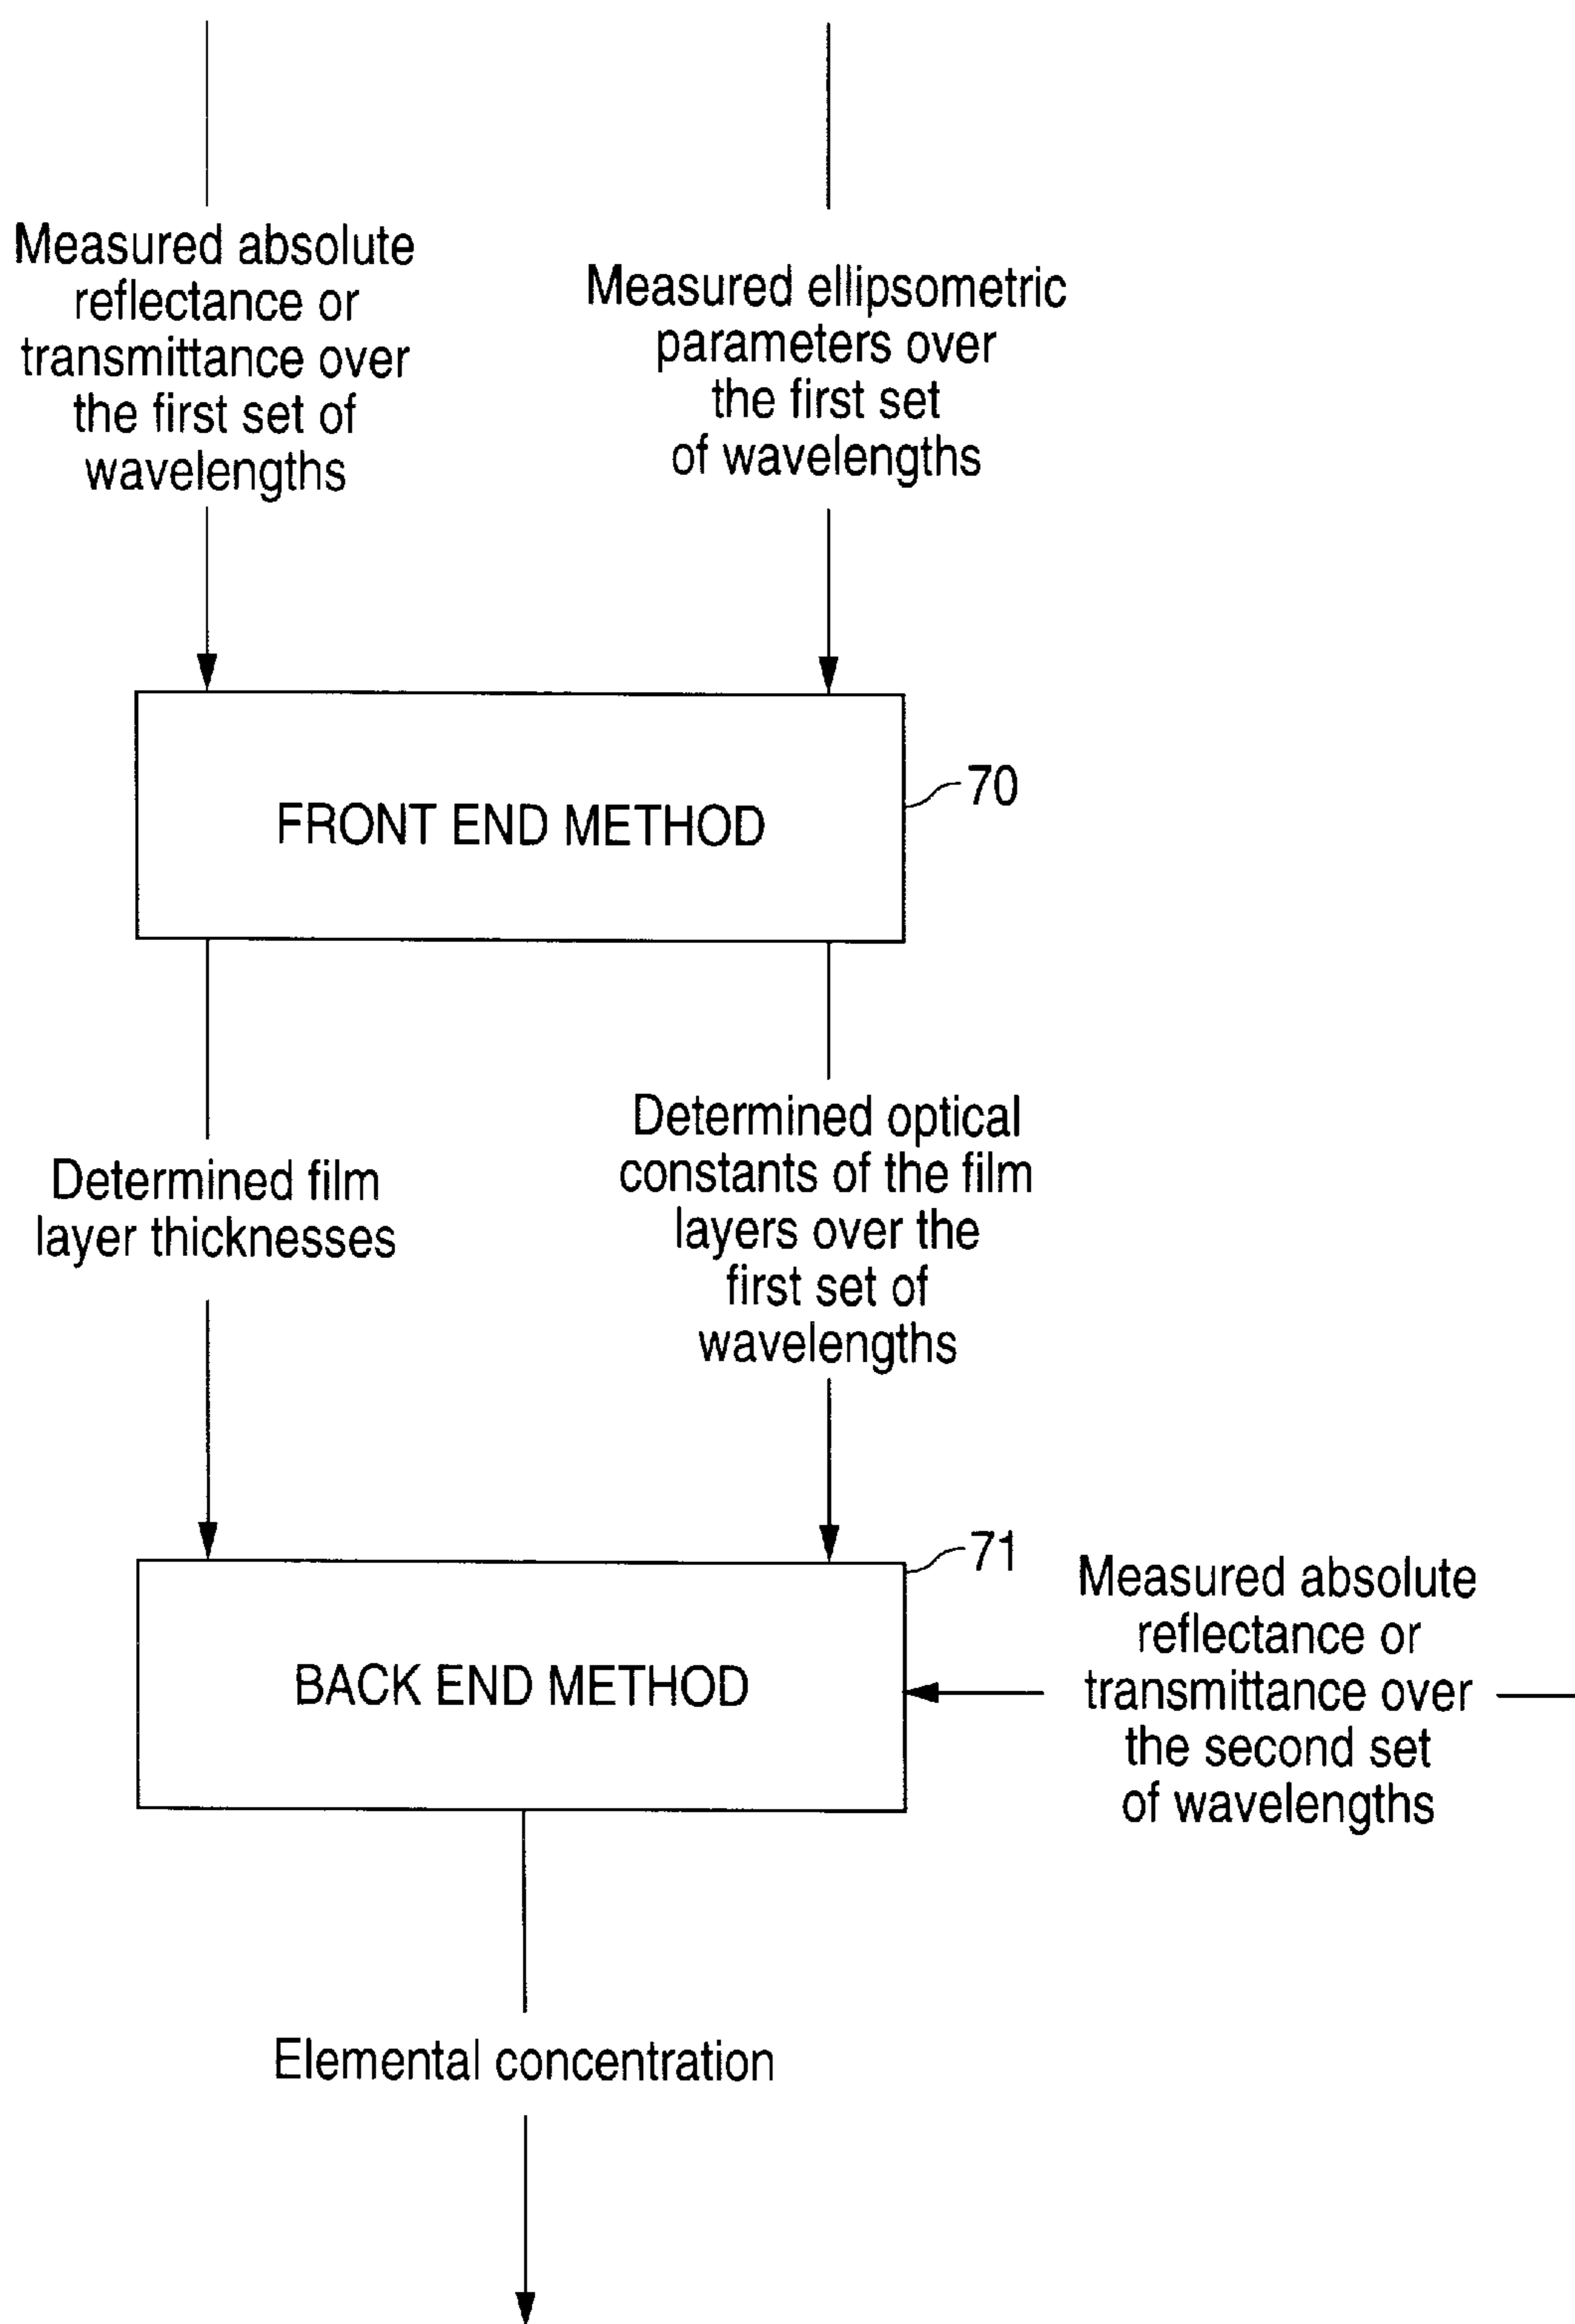 Measured absolute
reflectance or
transmittance over
the first set of
wavelengths
Measured ellipsometric
parameters over
the first set
of wavelengths
FRONT END METHOD
70
Determined film
layer thicknesses
Determined optical
constants of the film
layers over the
first set of
wavelengths
BACK END METHOD
71
Measured absolute
reflectance or
transmittance over
the second set
of wavelengths
Elemental concentration